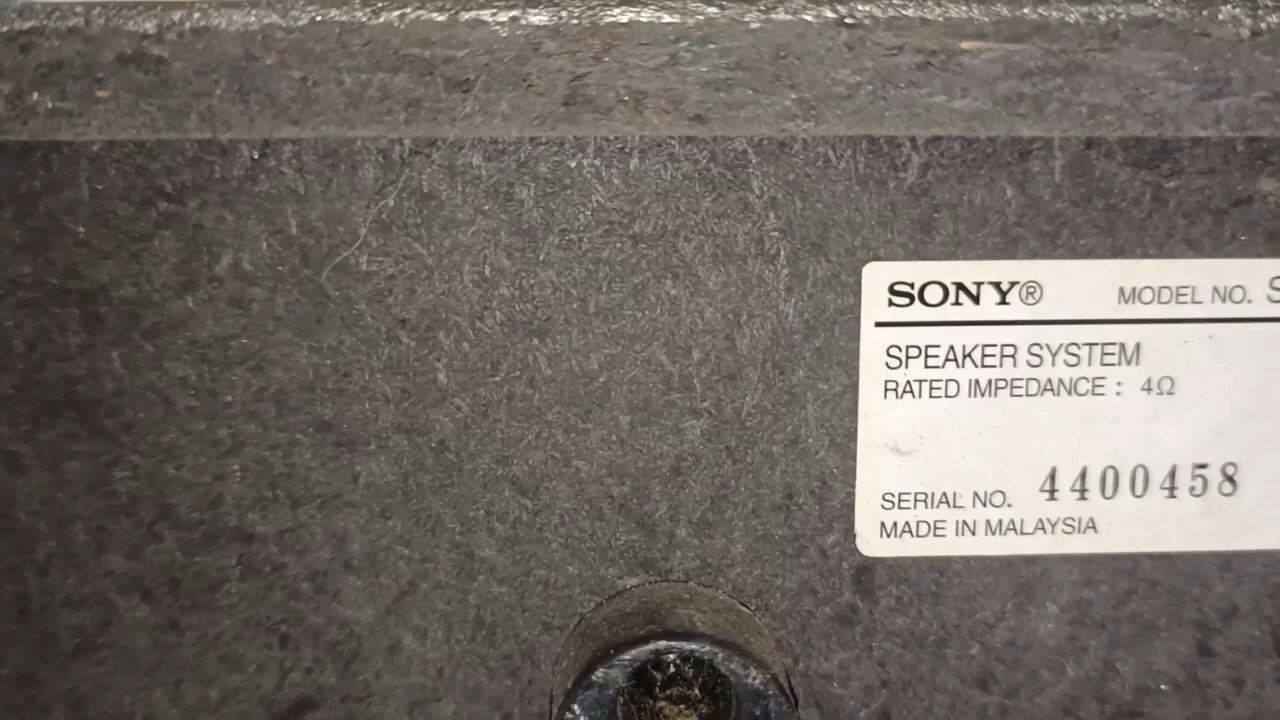 SONY® MODEL NO. S
SPEAKER SYSTEM
RATED IMPEDANCE : 4Ω
SERIAL NO. 4400458
MADE IN MALAYSIA